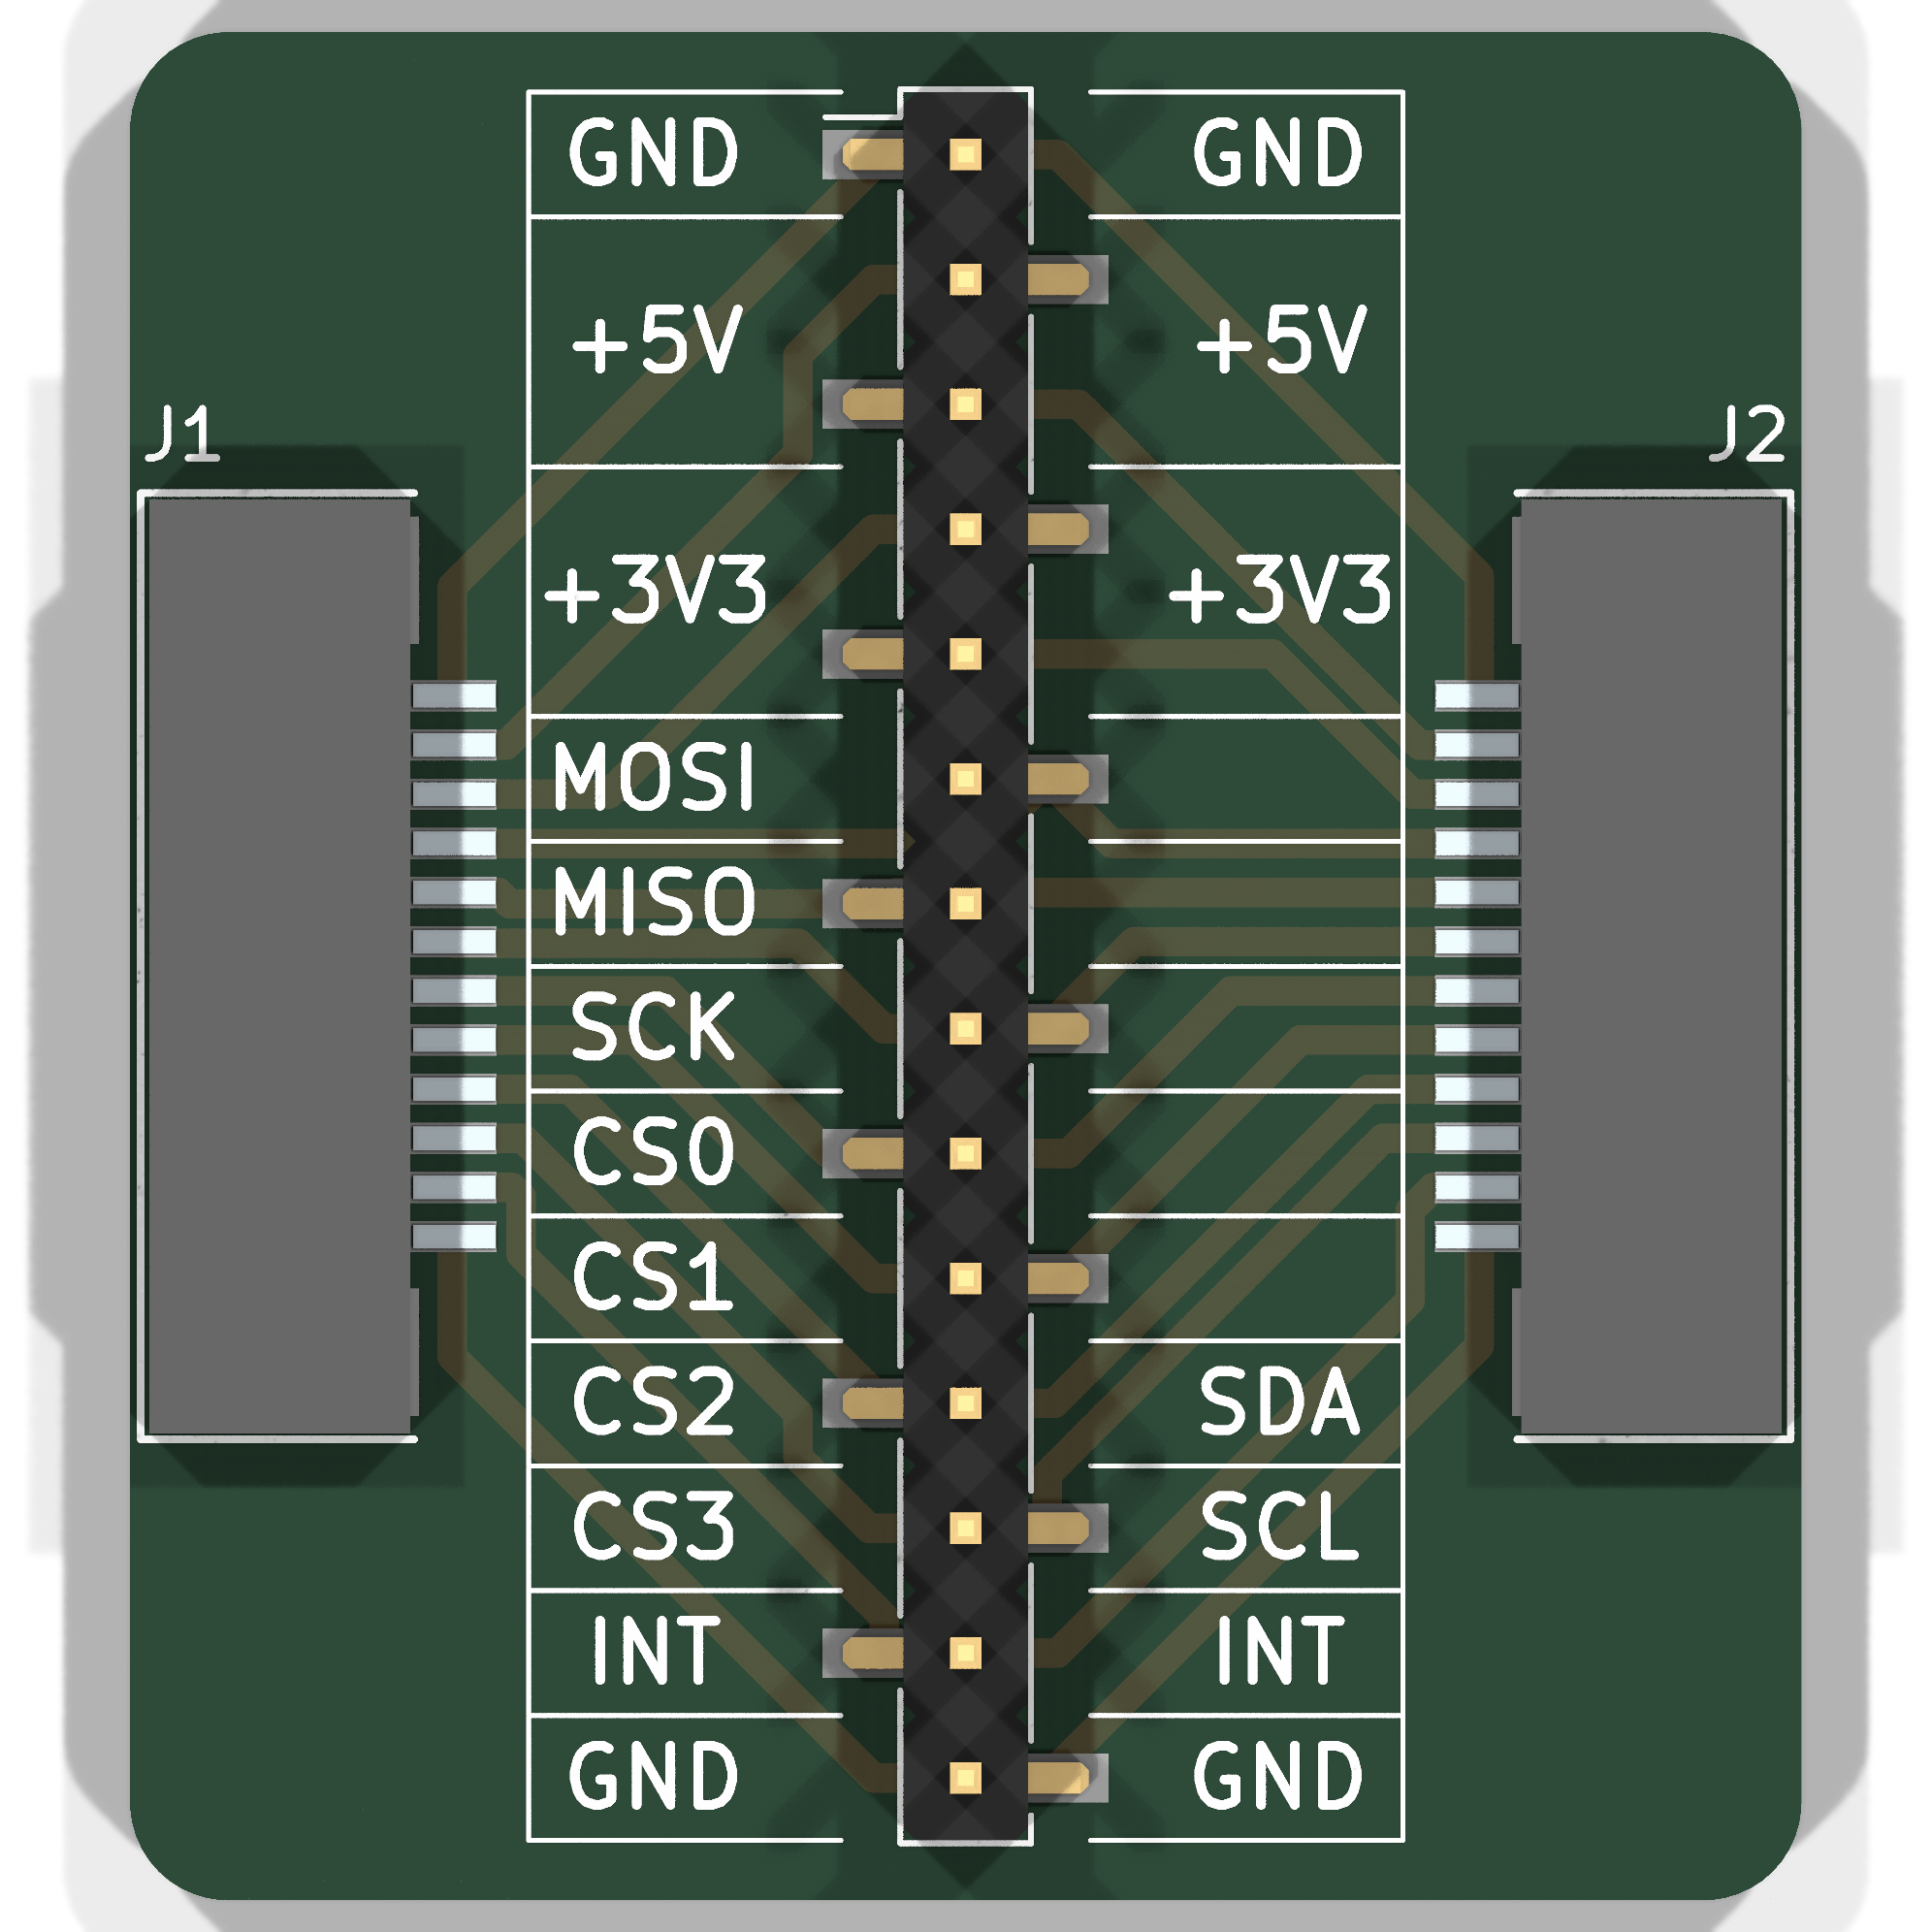 GND GND
+5V +5V
J1 J2
+3V3 +3V3
MOSI
MISO
SCK
CS0
CS1
CS2 SDA
CS3 SCL
INT INT
GND GND